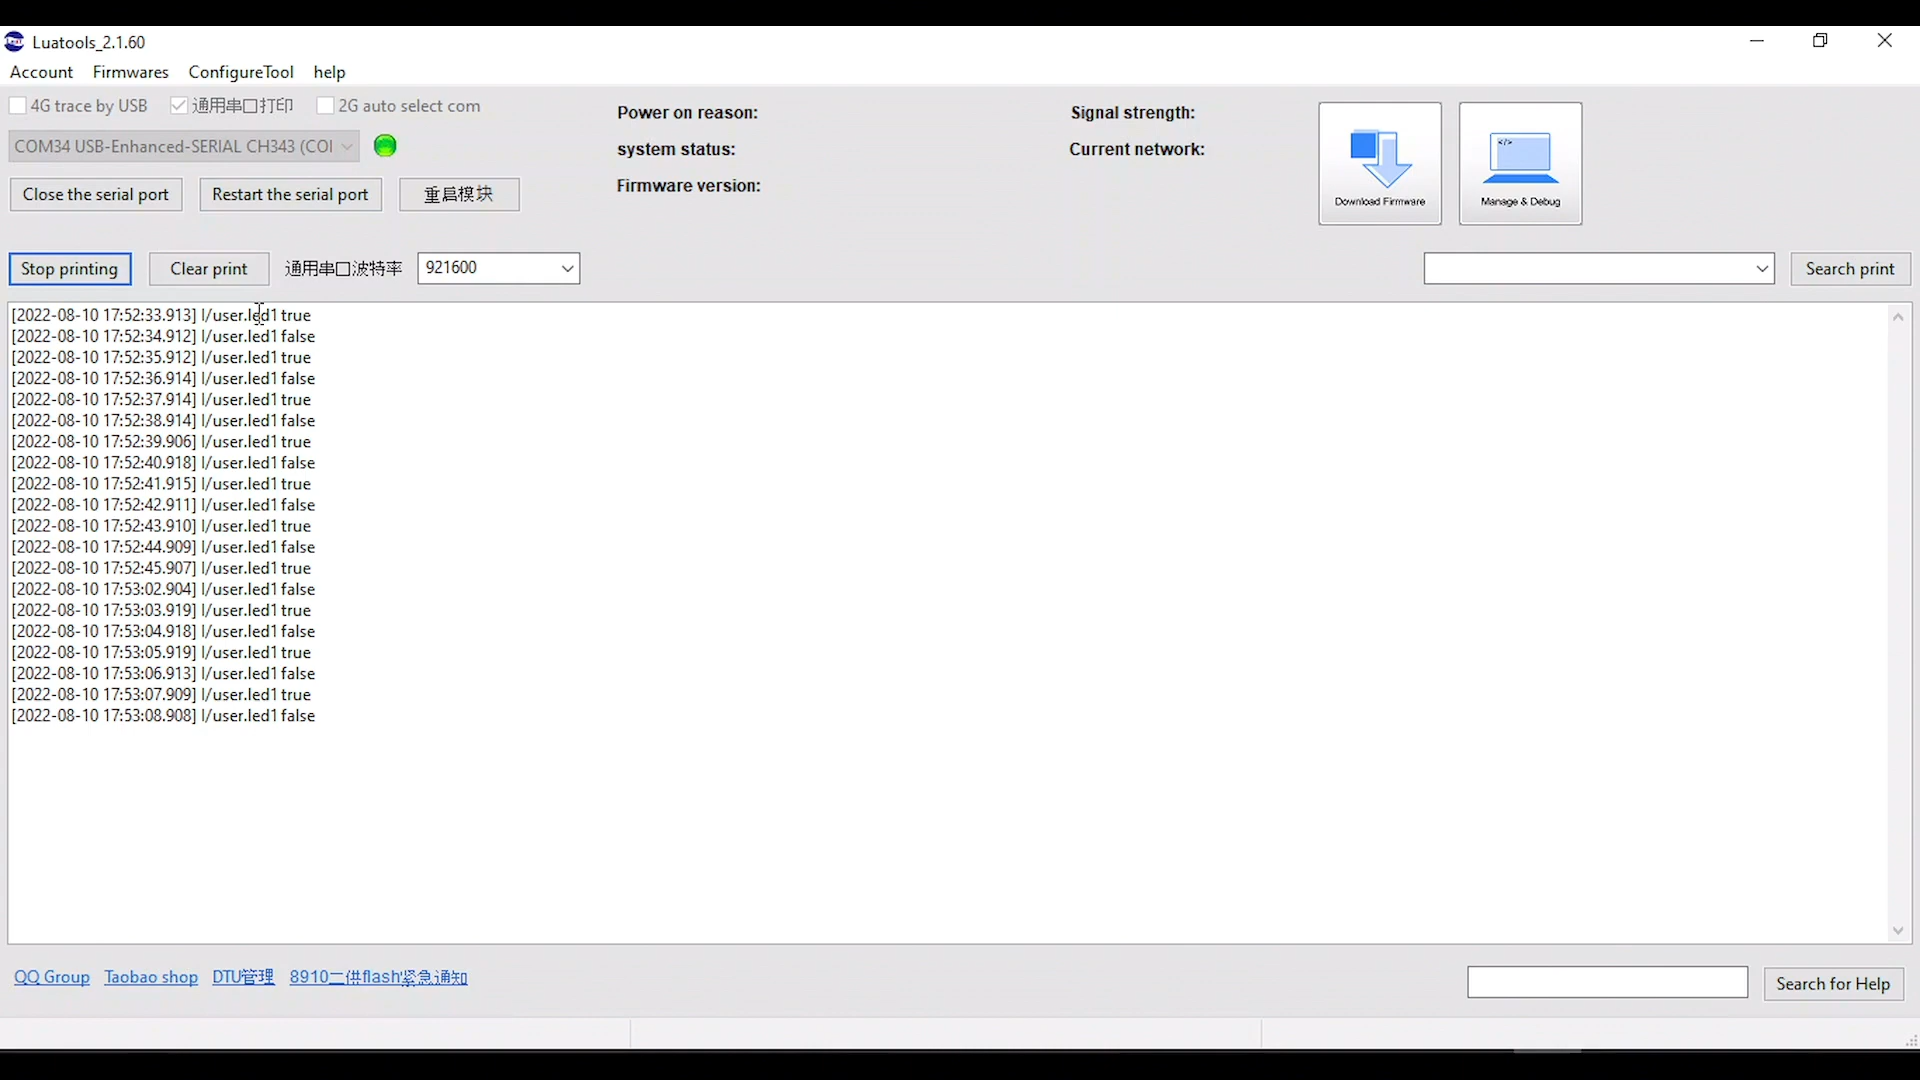 Luatools_2.1.60
Account Firmwares ConfigureTool help
4G trace by USB 通用串口打印 2G auto select com
COM34 USB-Enhanced-SERIAL CH343 (COI
Close the serial port Restart the serial port 重启模块
Power on reason:
system status:
Firmware version:
Signal strength:
Current network:
Download Firmware
Manage & Debug
Stop printing Clear print 通用串口波特率 921600 Search print
[2022-08-10 17:52:33.913] I/user.led1 true
[2022-08-10 17:52:34.912] I/user.led1 false
[2022-08-10 17:52:35.912] I/user.led1 true
[2022-08-10 17:52:36.914] I/user.led1 false
[2022-08-10 17:52:37.914] I/user.led1 true
[2022-08-10 17:52:38.914] I/user.led1 false
[2022-08-10 17:52:39.906] I/user.led1 true
[2022-08-10 17:52:40.918] I/user.led1 false
[2022-08-10 17:52:41.915] I/user.led1 true
[2022-08-10 17:52:42.911] I/user.led1 false
[2022-08-10 17:52:43.910] I/user.led1 true
[2022-08-10 17:52:44.909] I/user.led1 false
[2022-08-10 17:52:45.907] I/user.led1 true
[2022-08-10 17:53:02.904] I/user.led1 false
[2022-08-10 17:53:03.919] I/user.led1 true
[2022-08-10 17:53:04.918] I/user.led1 false
[2022-08-10 17:53:05.919] I/user.led1 true
[2022-08-10 17:53:06.913] I/user.led1 false
[2022-08-10 17:53:07.909] I/user.led1 true
[2022-08-10 17:53:08.908] I/user.led1 false
QQ Group Taobao shop DTU管理 8910二供flash紧急通知 Search for Help